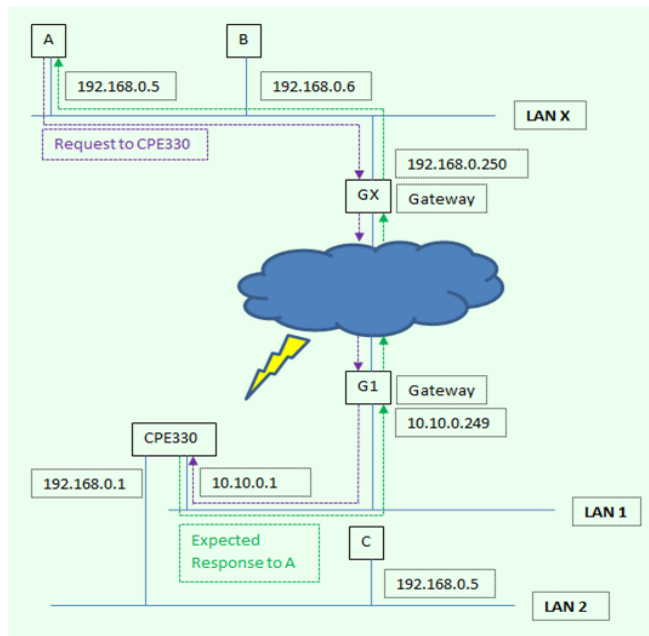 A
B
192.168.0.5
192.168.0.6
LAN X
Request to CPE330
192.168.0.250
GX
Gateway
G1
Gateway
10.10.0.249
CPE330
192.168.0.1
10.10.0.1
LAN 1
Expected
Response to A
C
192.168.0.5
LAN 2